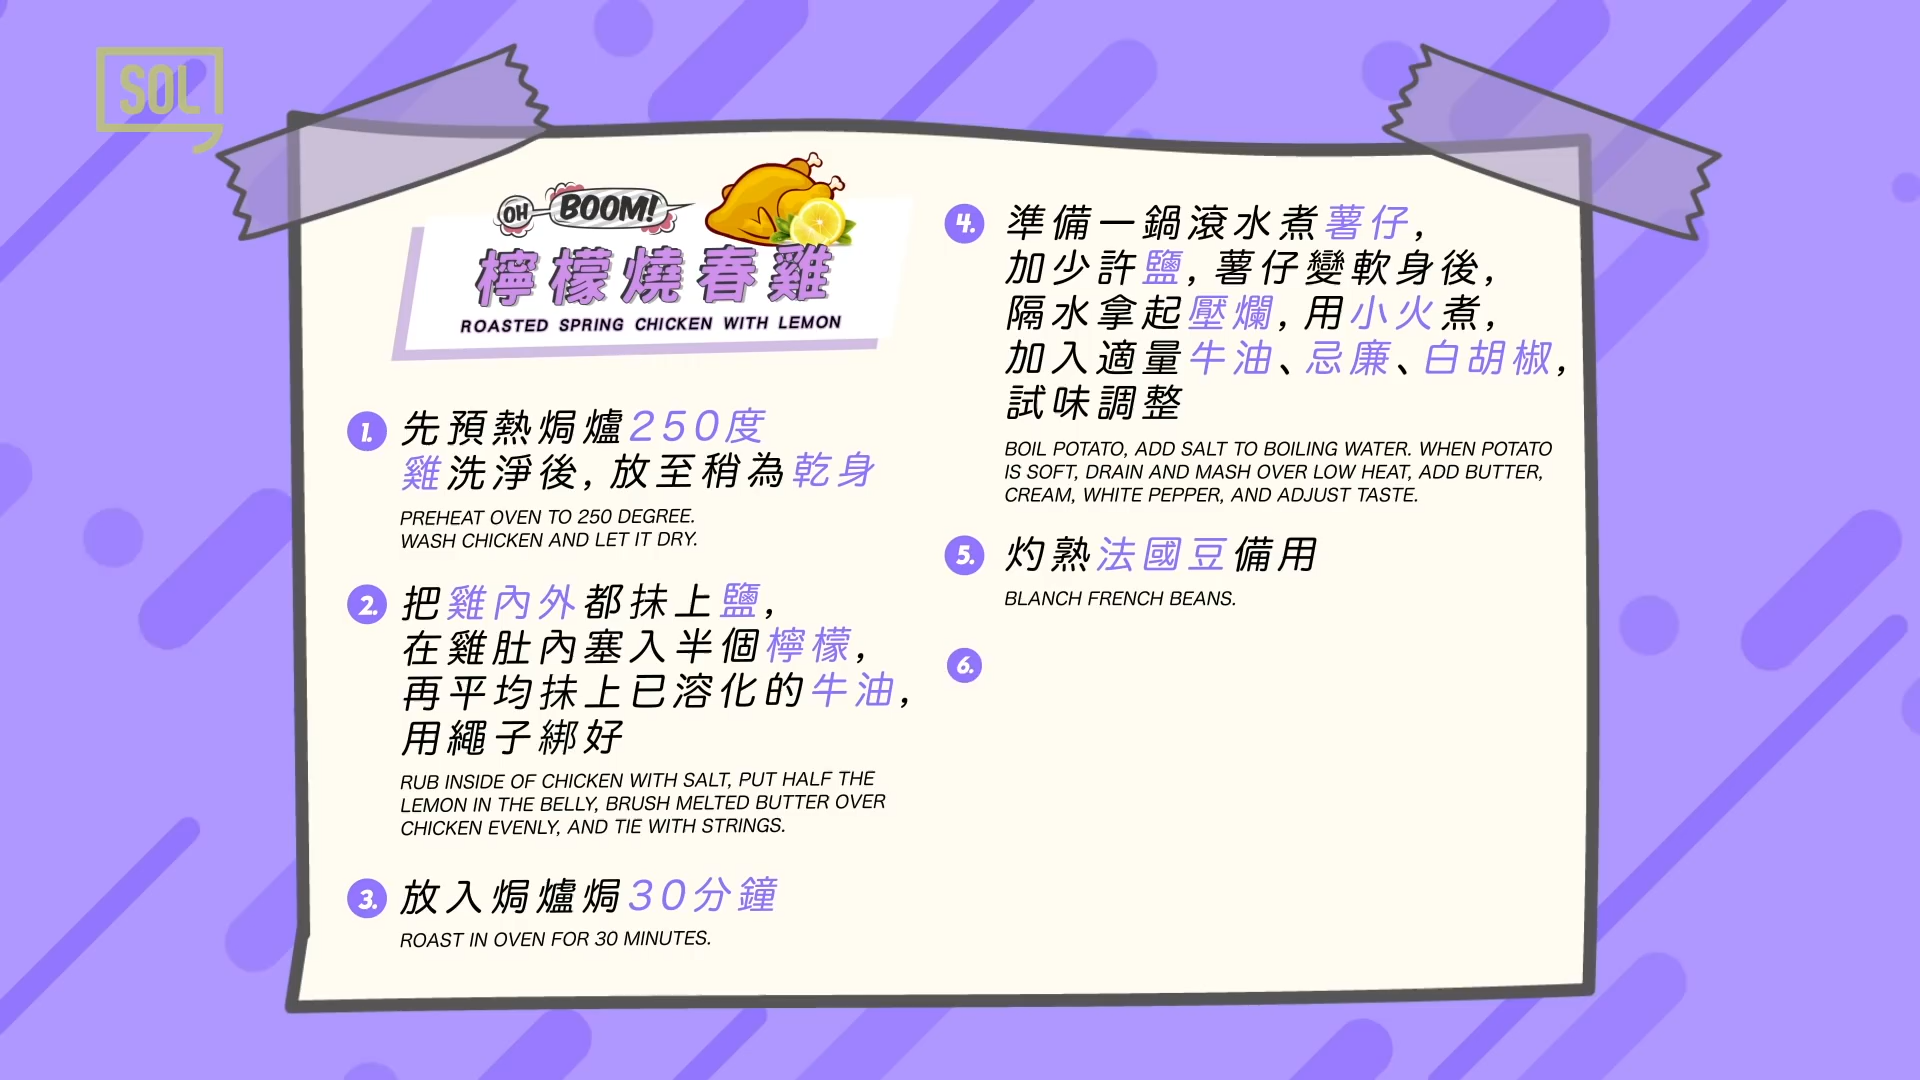 SOL
OH BOOM!
檸檬燒春雞
ROASTED SPRING CHICKEN WITH LEMON
1. 先預熱焗爐250度
雞洗淨後, 放至稍為乾身
PREHEAT OVEN TO 250 DEGREE.
WASH CHICKEN AND LET IT DRY.
2. 把雞內外都抹上鹽,
在雞肚內塞入半個檸檬,
再平均抹上已溶化的牛油,
用繩子綁好
RUB INSIDE OF CHICKEN WITH SALT, PUT HALF THE
LEMON IN THE BELLY, BRUSH MELTED BUTTER OVER
CHICKEN EVENLY, AND TIE WITH STRINGS.
3. 放入焗爐焗30分鐘
ROAST IN OVEN FOR 30 MINUTES.
4. 準備一鍋滾水煮薯仔,
加少許鹽, 薯仔變軟身後,
隔水拿起壓爛, 用小火煮,
加入適量牛油、忌廉、白胡椒,
試味調整
BOIL POTATO, ADD SALT TO BOILING WATER. WHEN POTATO
IS SOFT, DRAIN AND MASH OVER LOW HEAT, ADD BUTTER,
CREAM, WHITE PEPPER, AND ADJUST TASTE.
5. 灼熟法國豆備用
BLANCH FRENCH BEANS.
6.